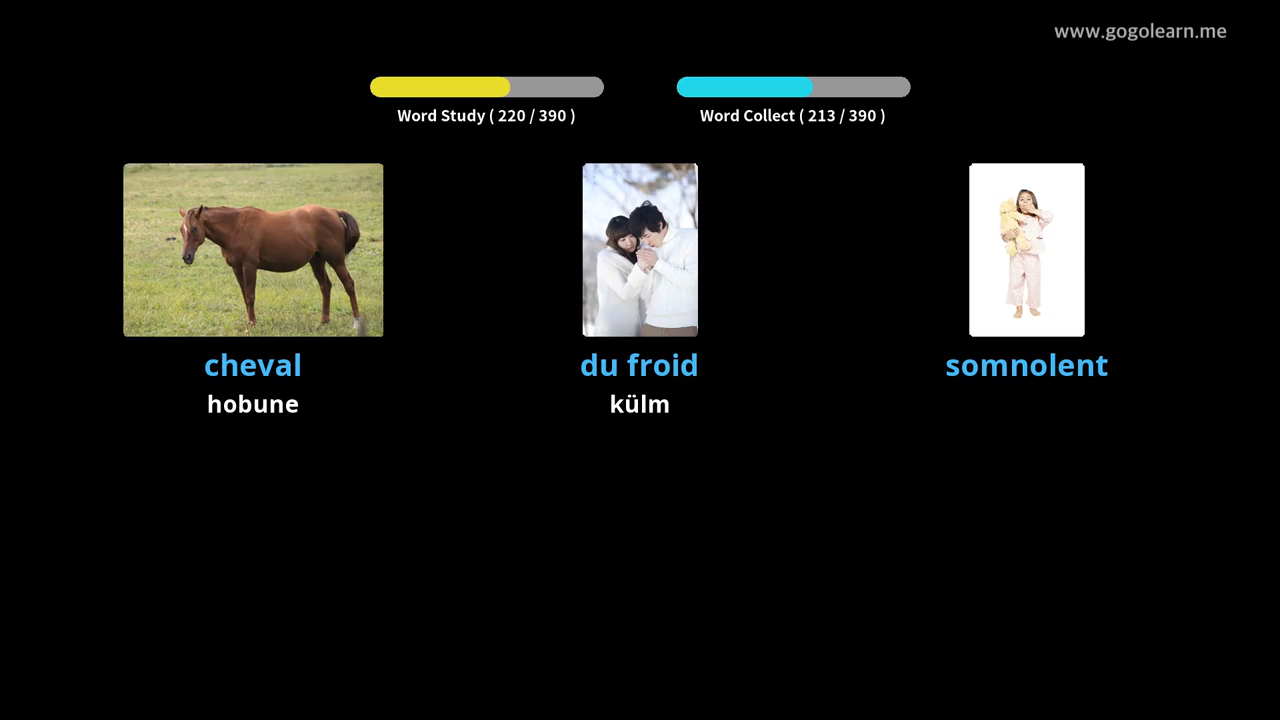 www.gogolearn.me
Word Study ( 220 / 390 )
Word Collect ( 213 / 390 )
cheval
du froid
somnolent
hobune
külm